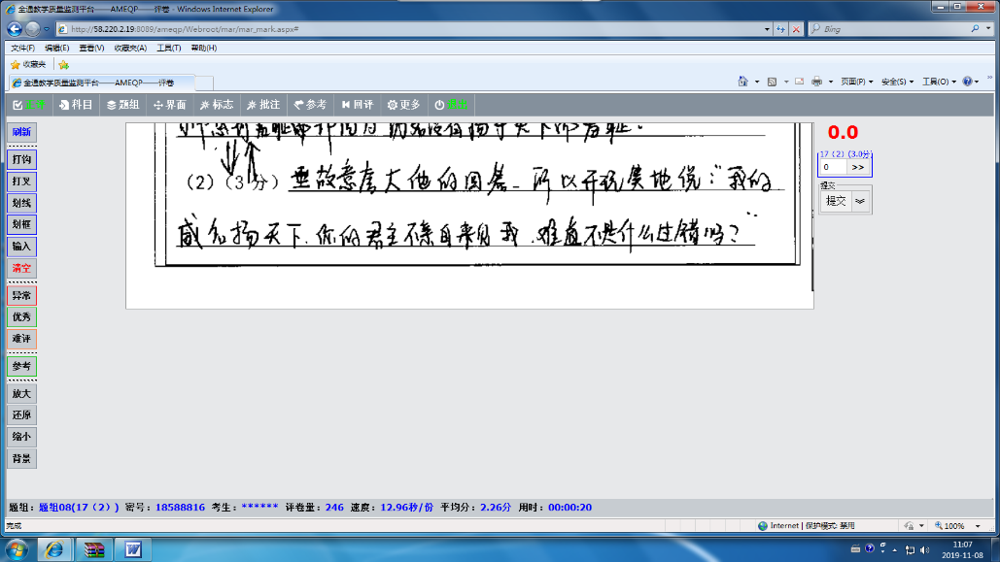 全通教学质量监测平台——AMEQP——评卷 - Windows Internet Explorer
http://58.220.2.19:8089/ameqp/Webroot/mar/mar_mark.aspx#
Bing
文件(F) 编辑(E) 查看(V) 收藏夹(A) 工具(T) 帮助(H)
收藏夹
全通教学质量监测平台——AMEQP——评卷
页面(P) 安全(S) 工具(O)
科目 题组 界面 标志 批注 参考 回评 更多
刷新
打钩
打叉
划线
划框
输入
清空
异常
优秀
难评
参考
放大
还原
缩小
背景
(2) (3分) 故意夸大他的回答。所以开玩笑地说:“我的
威名扬天下,你的君主不亲自来见我,难道不是什么过错吗?”
0.0
17 (2) (3.0分)
0 >>
提交
提交
题组: 题组08(17 (2) ) 密号: 18588816 考生: ****** 评卷量: 246 速度: 12.96秒/份 平均分: 2.26分 用时: 00:00:20
完成
Internet | 保护模式: 禁用
100%
11:07
2019-11-08